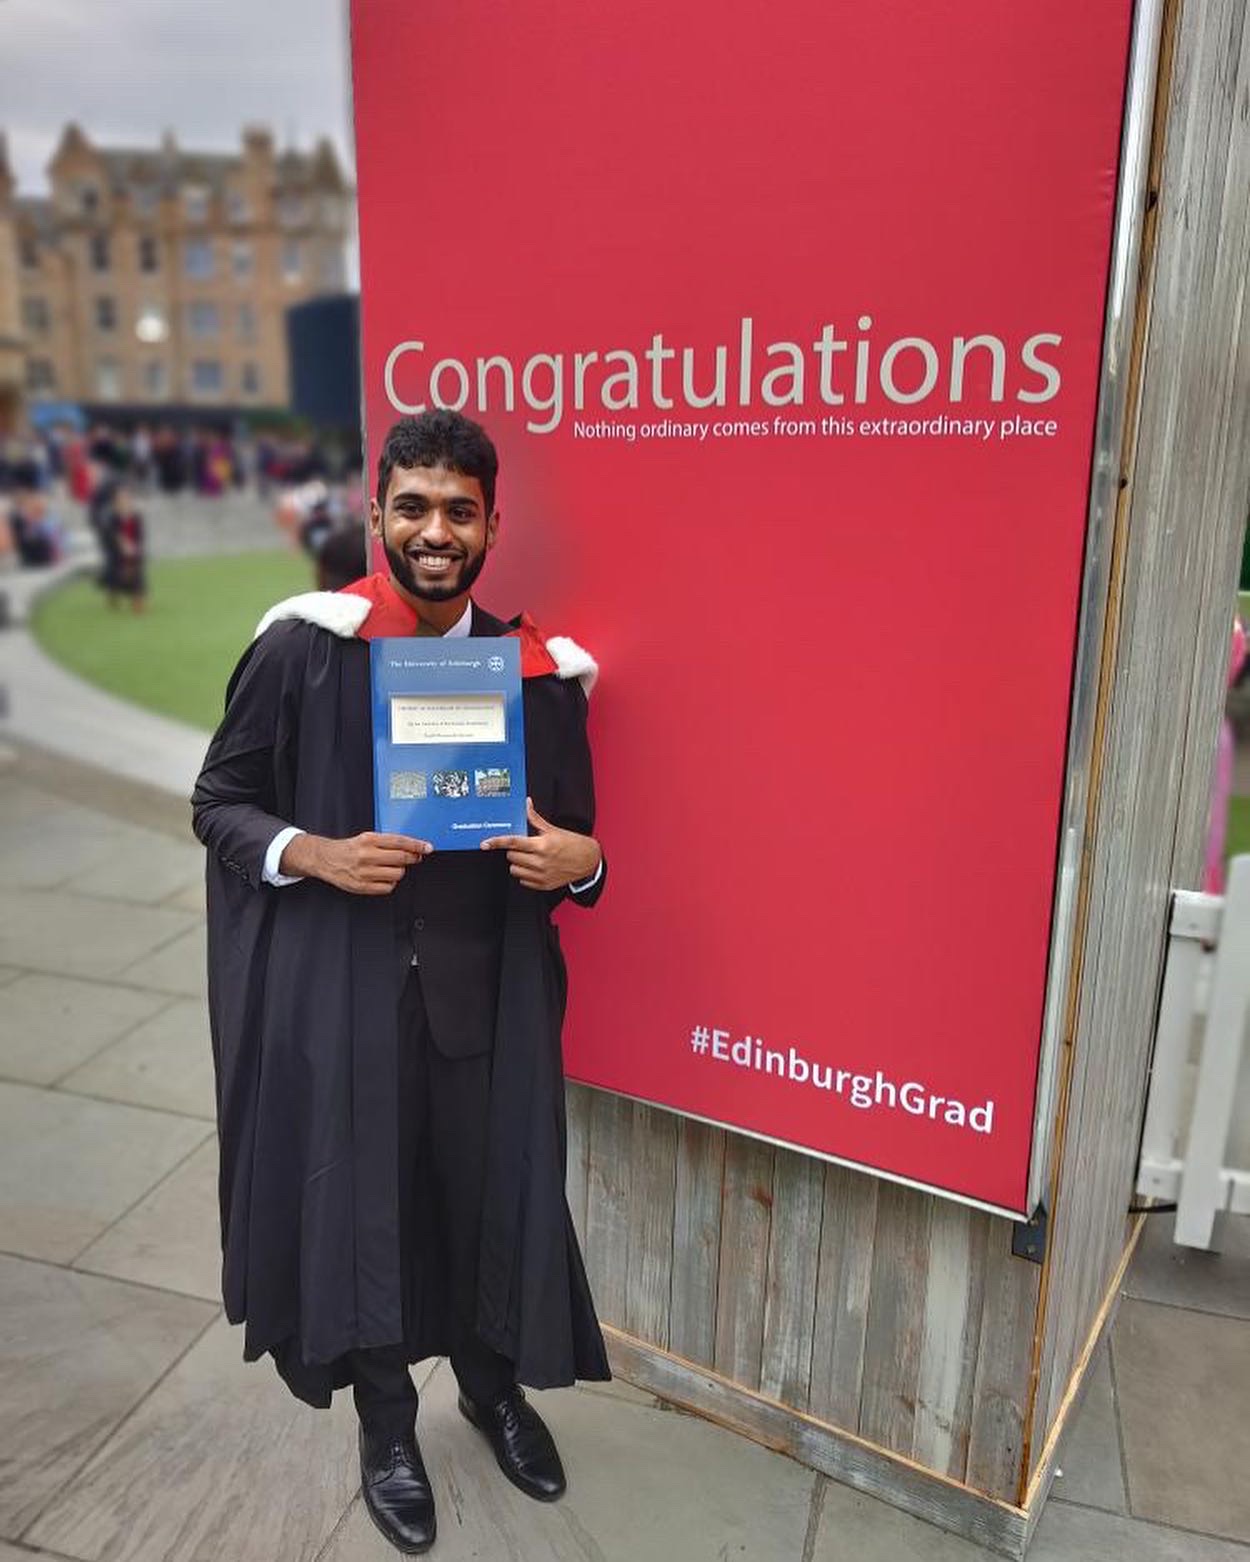 Congratulations
Nothing ordinary comes from this extraordinary place
The University of Edinburgh
Graduation Ceremony
#EdinburghGrad